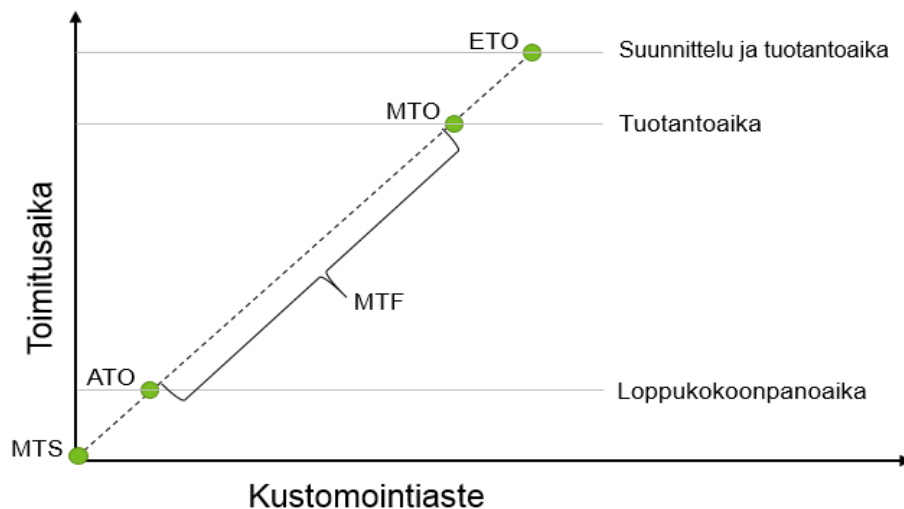 ETO
Suunnittelu ja tuotantoaika
MTO
Tuotantoaika
Toimitusaika
MTF
ATO
Loppukokoonpanoaika
MTS
Kustomointiaste